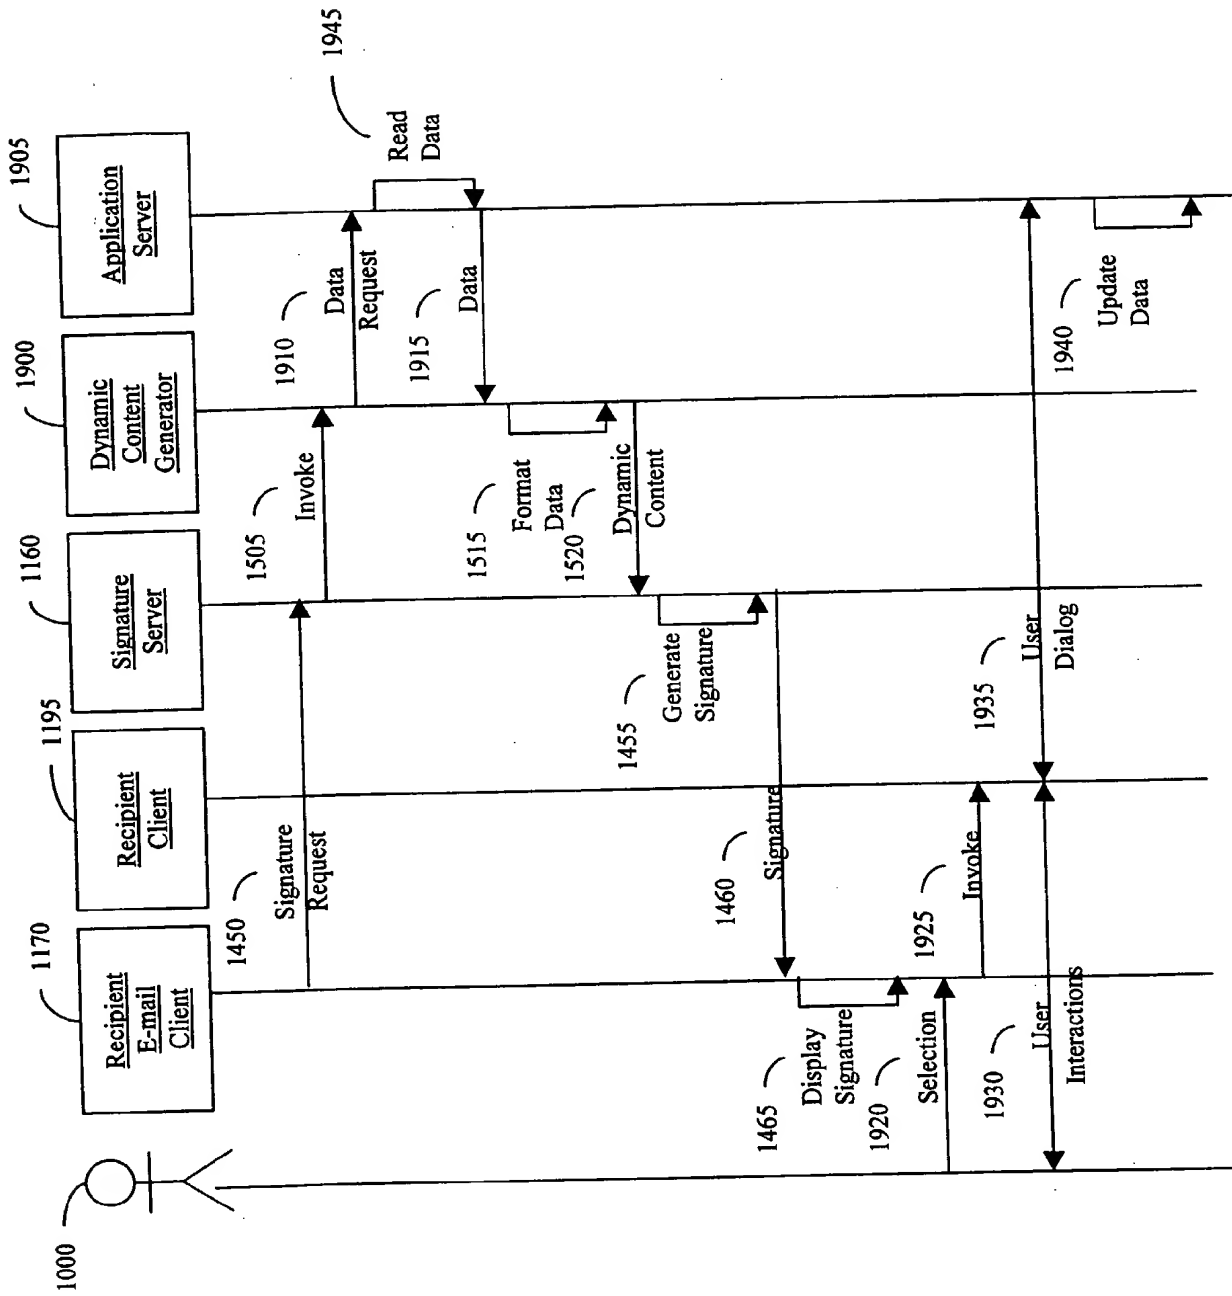 1000
1170
Recipient
E-mail
Client
1195
Recipient
Client
1160
Signature
Server
1900
Dynamic
Content
Generator
1905
Application
Server
1450
Signature
Request
1505
Invoke
1910
Data
Request
1945
Read
Data
1915
Data
1515
Format
Data
1520
Dynamic
Content
1455
Generate
Signature
1460
Signature
1465
Display
Signature
1920
Selection
1925
Invoke
1930
User
Interactions
1935
User
Dialog
1940
Update
Data